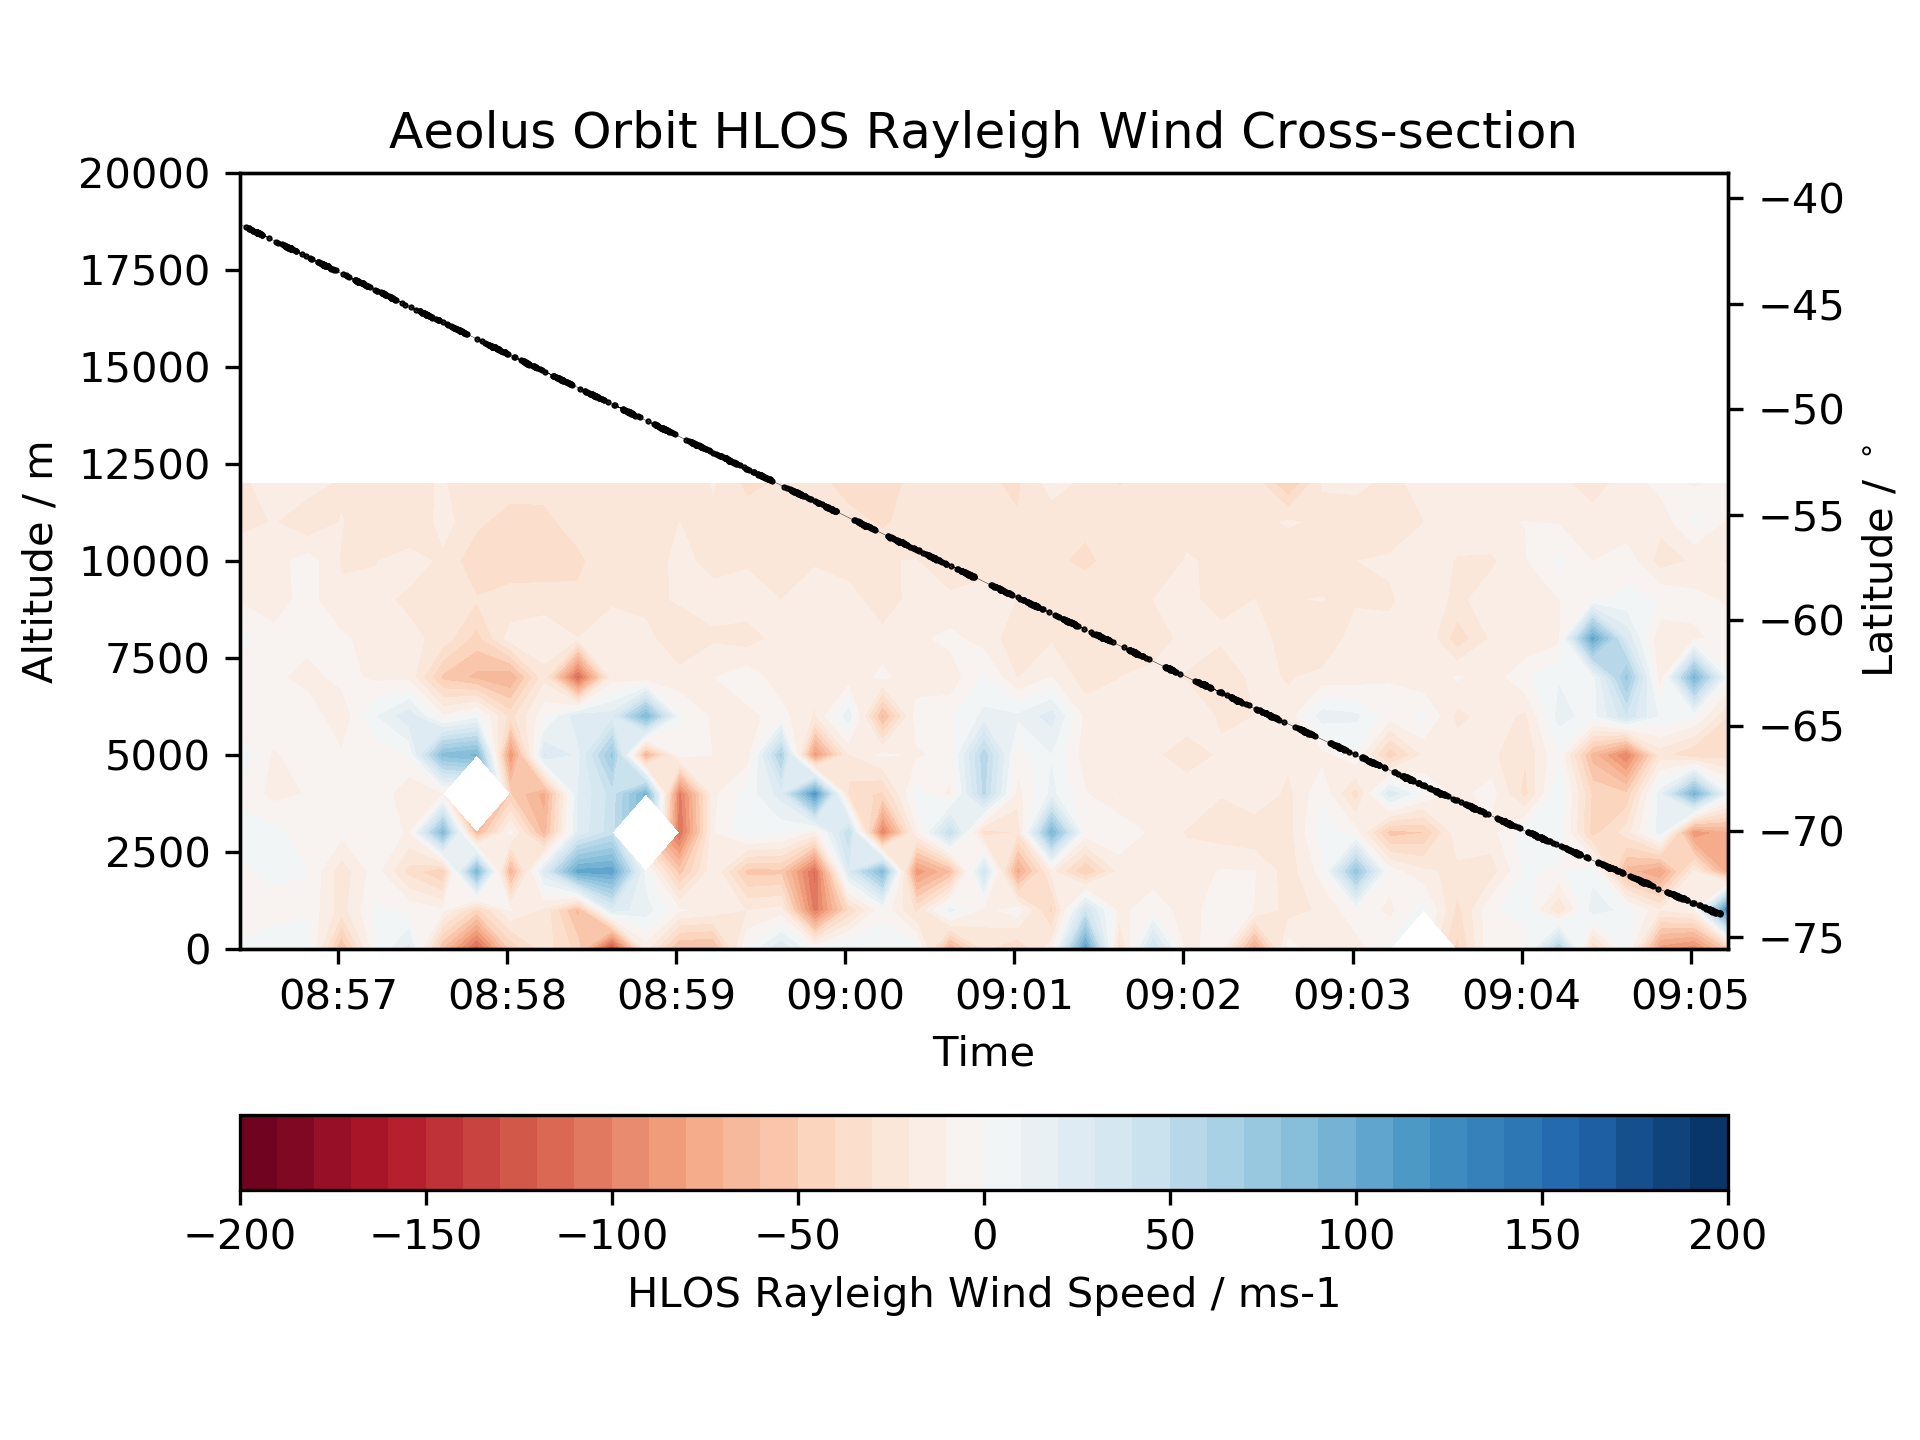 Aeolus Orbit HLOS Rayleigh Wind Cross-section
20000
17500
15000
12500
10000
7500
5000
2500
0
Altitude / m
−40
−45
−50
−55
−60
−65
−70
−75
Latitude / °
08:57 08:58 08:59 09:00 09:01 09:02 09:03 09:04 09:05
Time
−200 −150 −100 −50 0 50 100 150 200
HLOS Rayleigh Wind Speed / ms-1